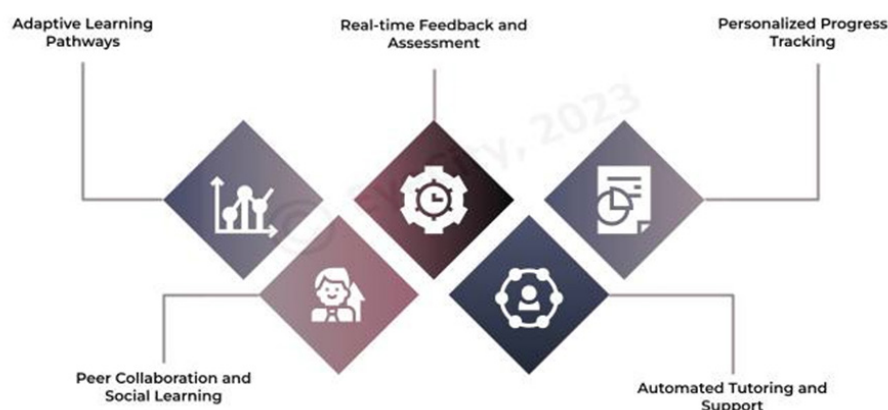 Adaptive Learning
Pathways
Real-time Feedback and
Assessment
Personalized Progress
Tracking
2023
Peer Collaboration and
Social Learning
Automated Tutoring and
Support